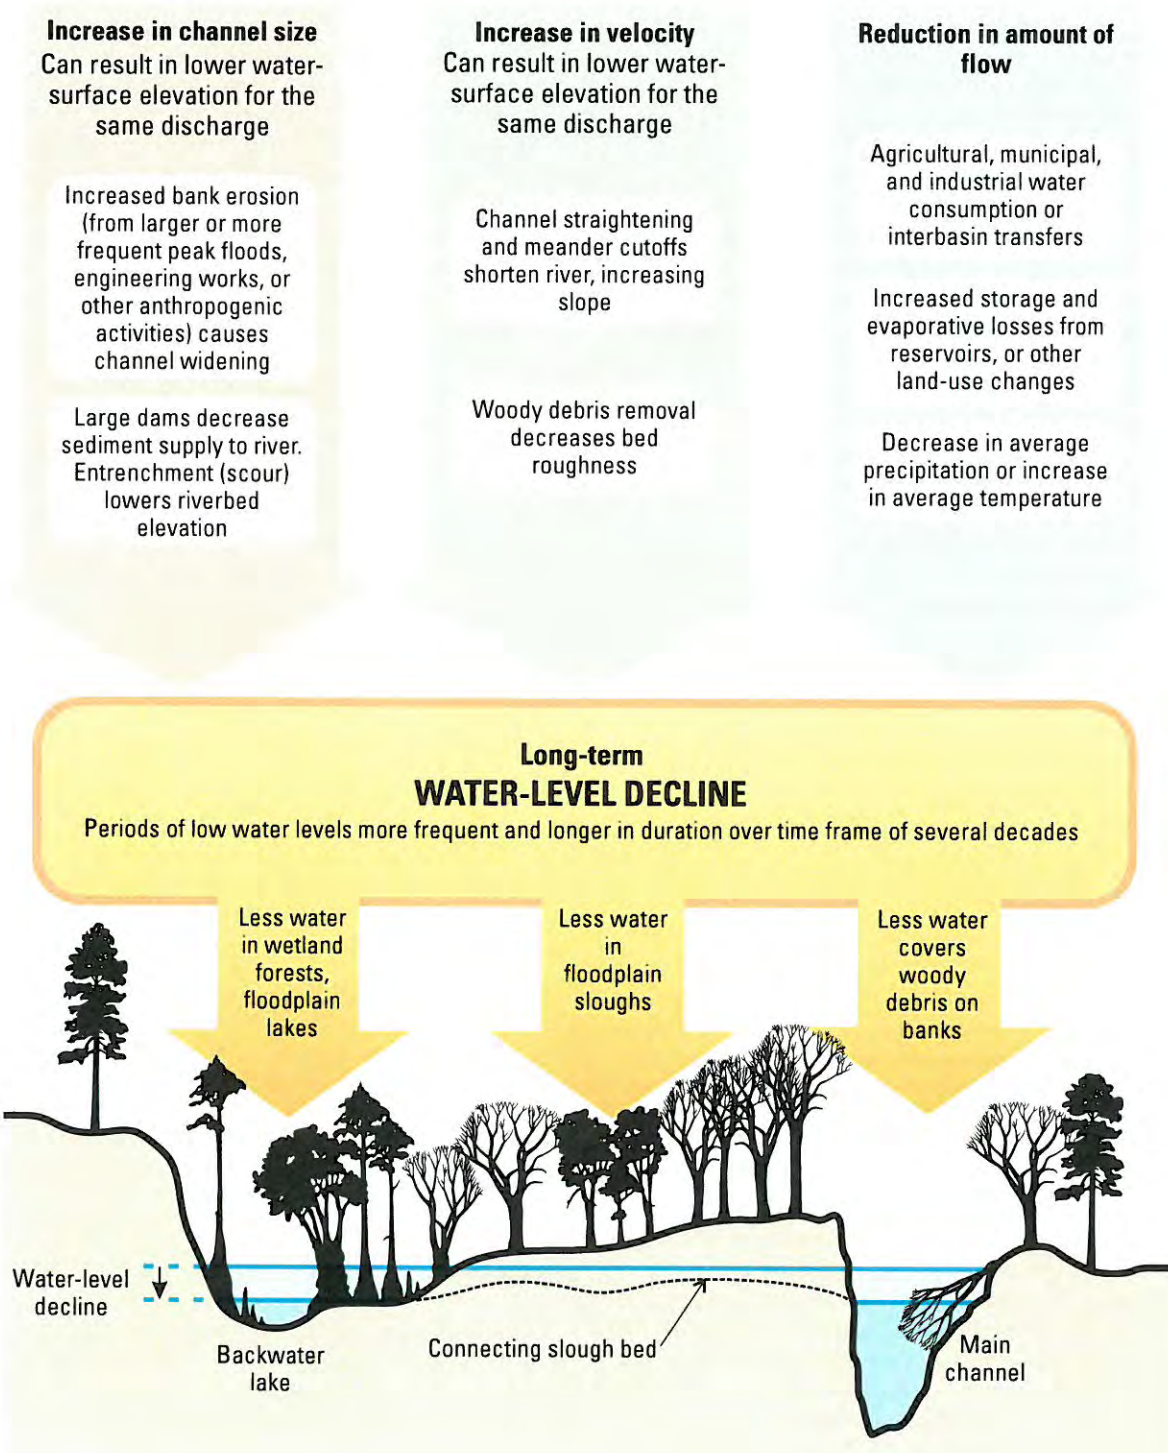 Increase in channel size
Can result in lower water-
surface elevation for the
same discharge
Increased bank erosion
(from larger or more
frequent peak floods,
engineering works, or
other anthropogenic
activities) causes
channel widening
Large dams decrease
sediment supply to river.
Entrenchment (scour)
lowers riverbed
elevation
Increase in velocity
Can result in lower water-
surface elevation for the
same discharge
Channel straightening
and meander cutoffs
shorten river, increasing
slope
Woody debris removal
decreases bed
roughness
Reduction in amount of
flow
Agricultural, municipal,
and industrial water
consumption or
interbasin transfers
Increased storage and
evaporative losses from
reservoirs, or other
land-use changes
Decrease in average
precipitation or increase
in average temperature
Long-term
WATER-LEVEL DECLINE
Periods of low water levels more frequent and longer in duration over time frame of several decades
Less water
in wetland
forests,
floodplain
lakes
Less water
in
floodplain
sloughs
Less water
covers
woody
debris on
banks
Water-level
decline
Backwater
lake
Connecting slough bed
Main
channel